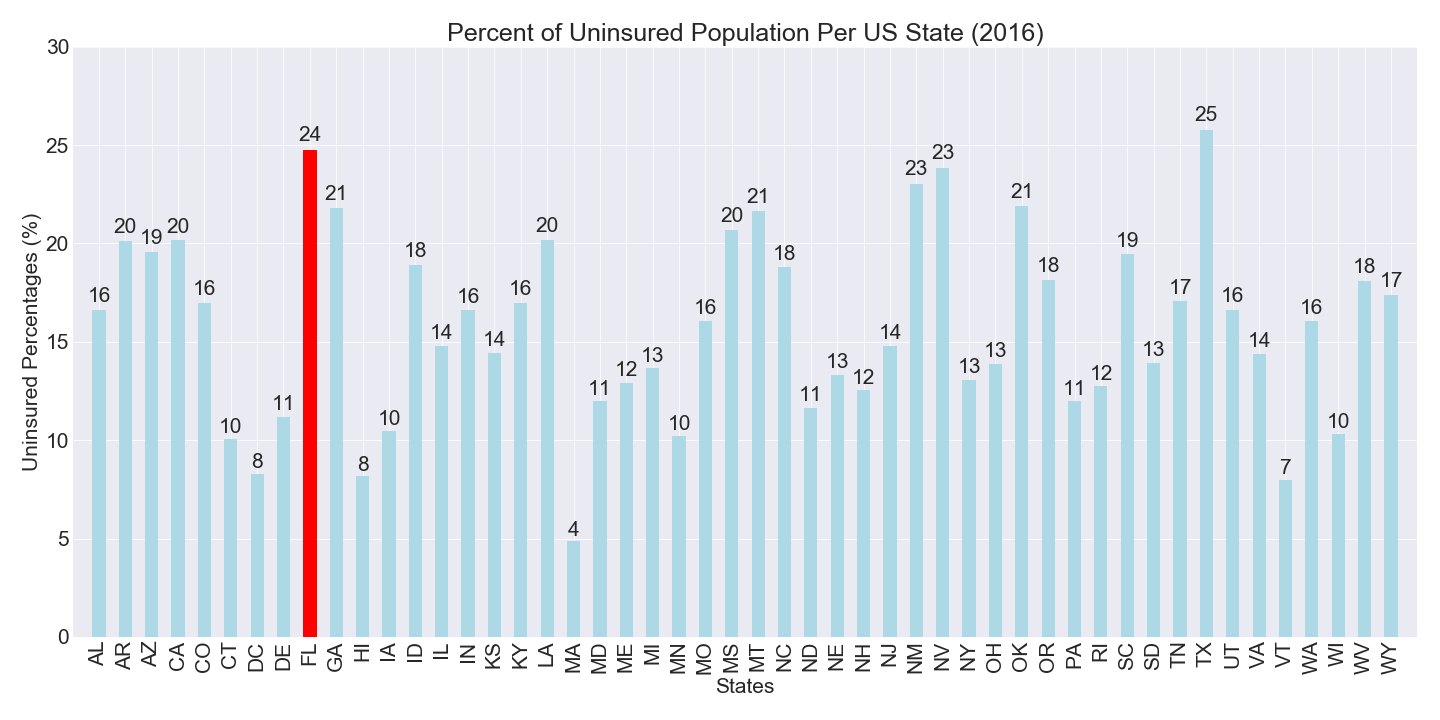 Percent of Uninsured Population Per US State (2016)
Uninsured Percentages (%)
30
25
20
15
10
5
0
16 20 19 20 16 10 8 11 24 21 8 10 18 14 16 14 16 20 4 11 12 13 10 16 20 21 18 11 13 12 14 23 23 13 13 21 18 11 12 19 13 17 25 16 14 7 16 10 18 17
AL AR AZ CA CO CT DC DE FL GA HI IA ID IL IN KS KY LA MA MD ME MI MN MO MS MT NC ND NE NH NJ NM NV NY OH OK OR PA RI SC SD TN TX UT VA VT WA WI WV WY
States